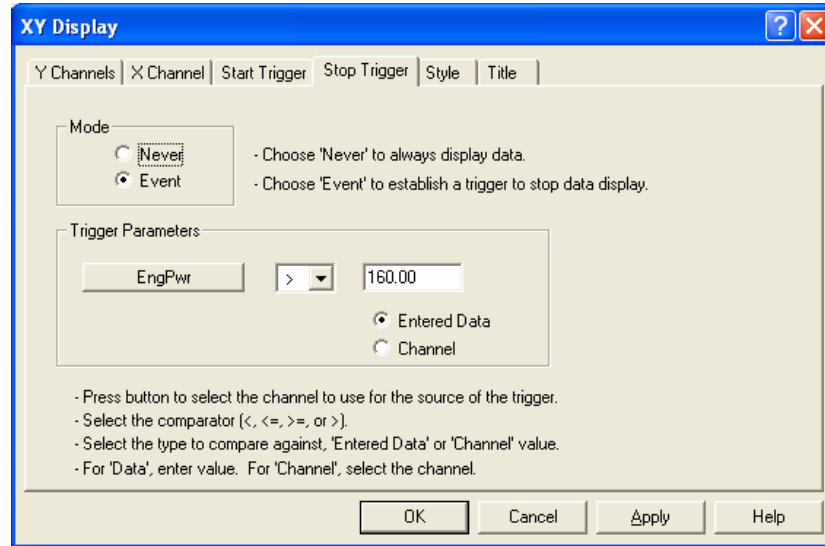 XY Display
Y Channels X Channel Start Trigger Stop Trigger Style Title
Mode
Never - Choose 'Never' to always display data.
Event - Choose 'Event' to establish a trigger to stop data display.
Trigger Parameters
EngPwr > 160.00
Entered Data
Channel
- Press button to select the channel to use for the source of the trigger.
- Select the comparator (<, <=, >=, or >).
- Select the type to compare against, 'Entered Data' or 'Channel' value.
- For 'Data', enter value. For 'Channel', select the channel.
OK Cancel Apply Help